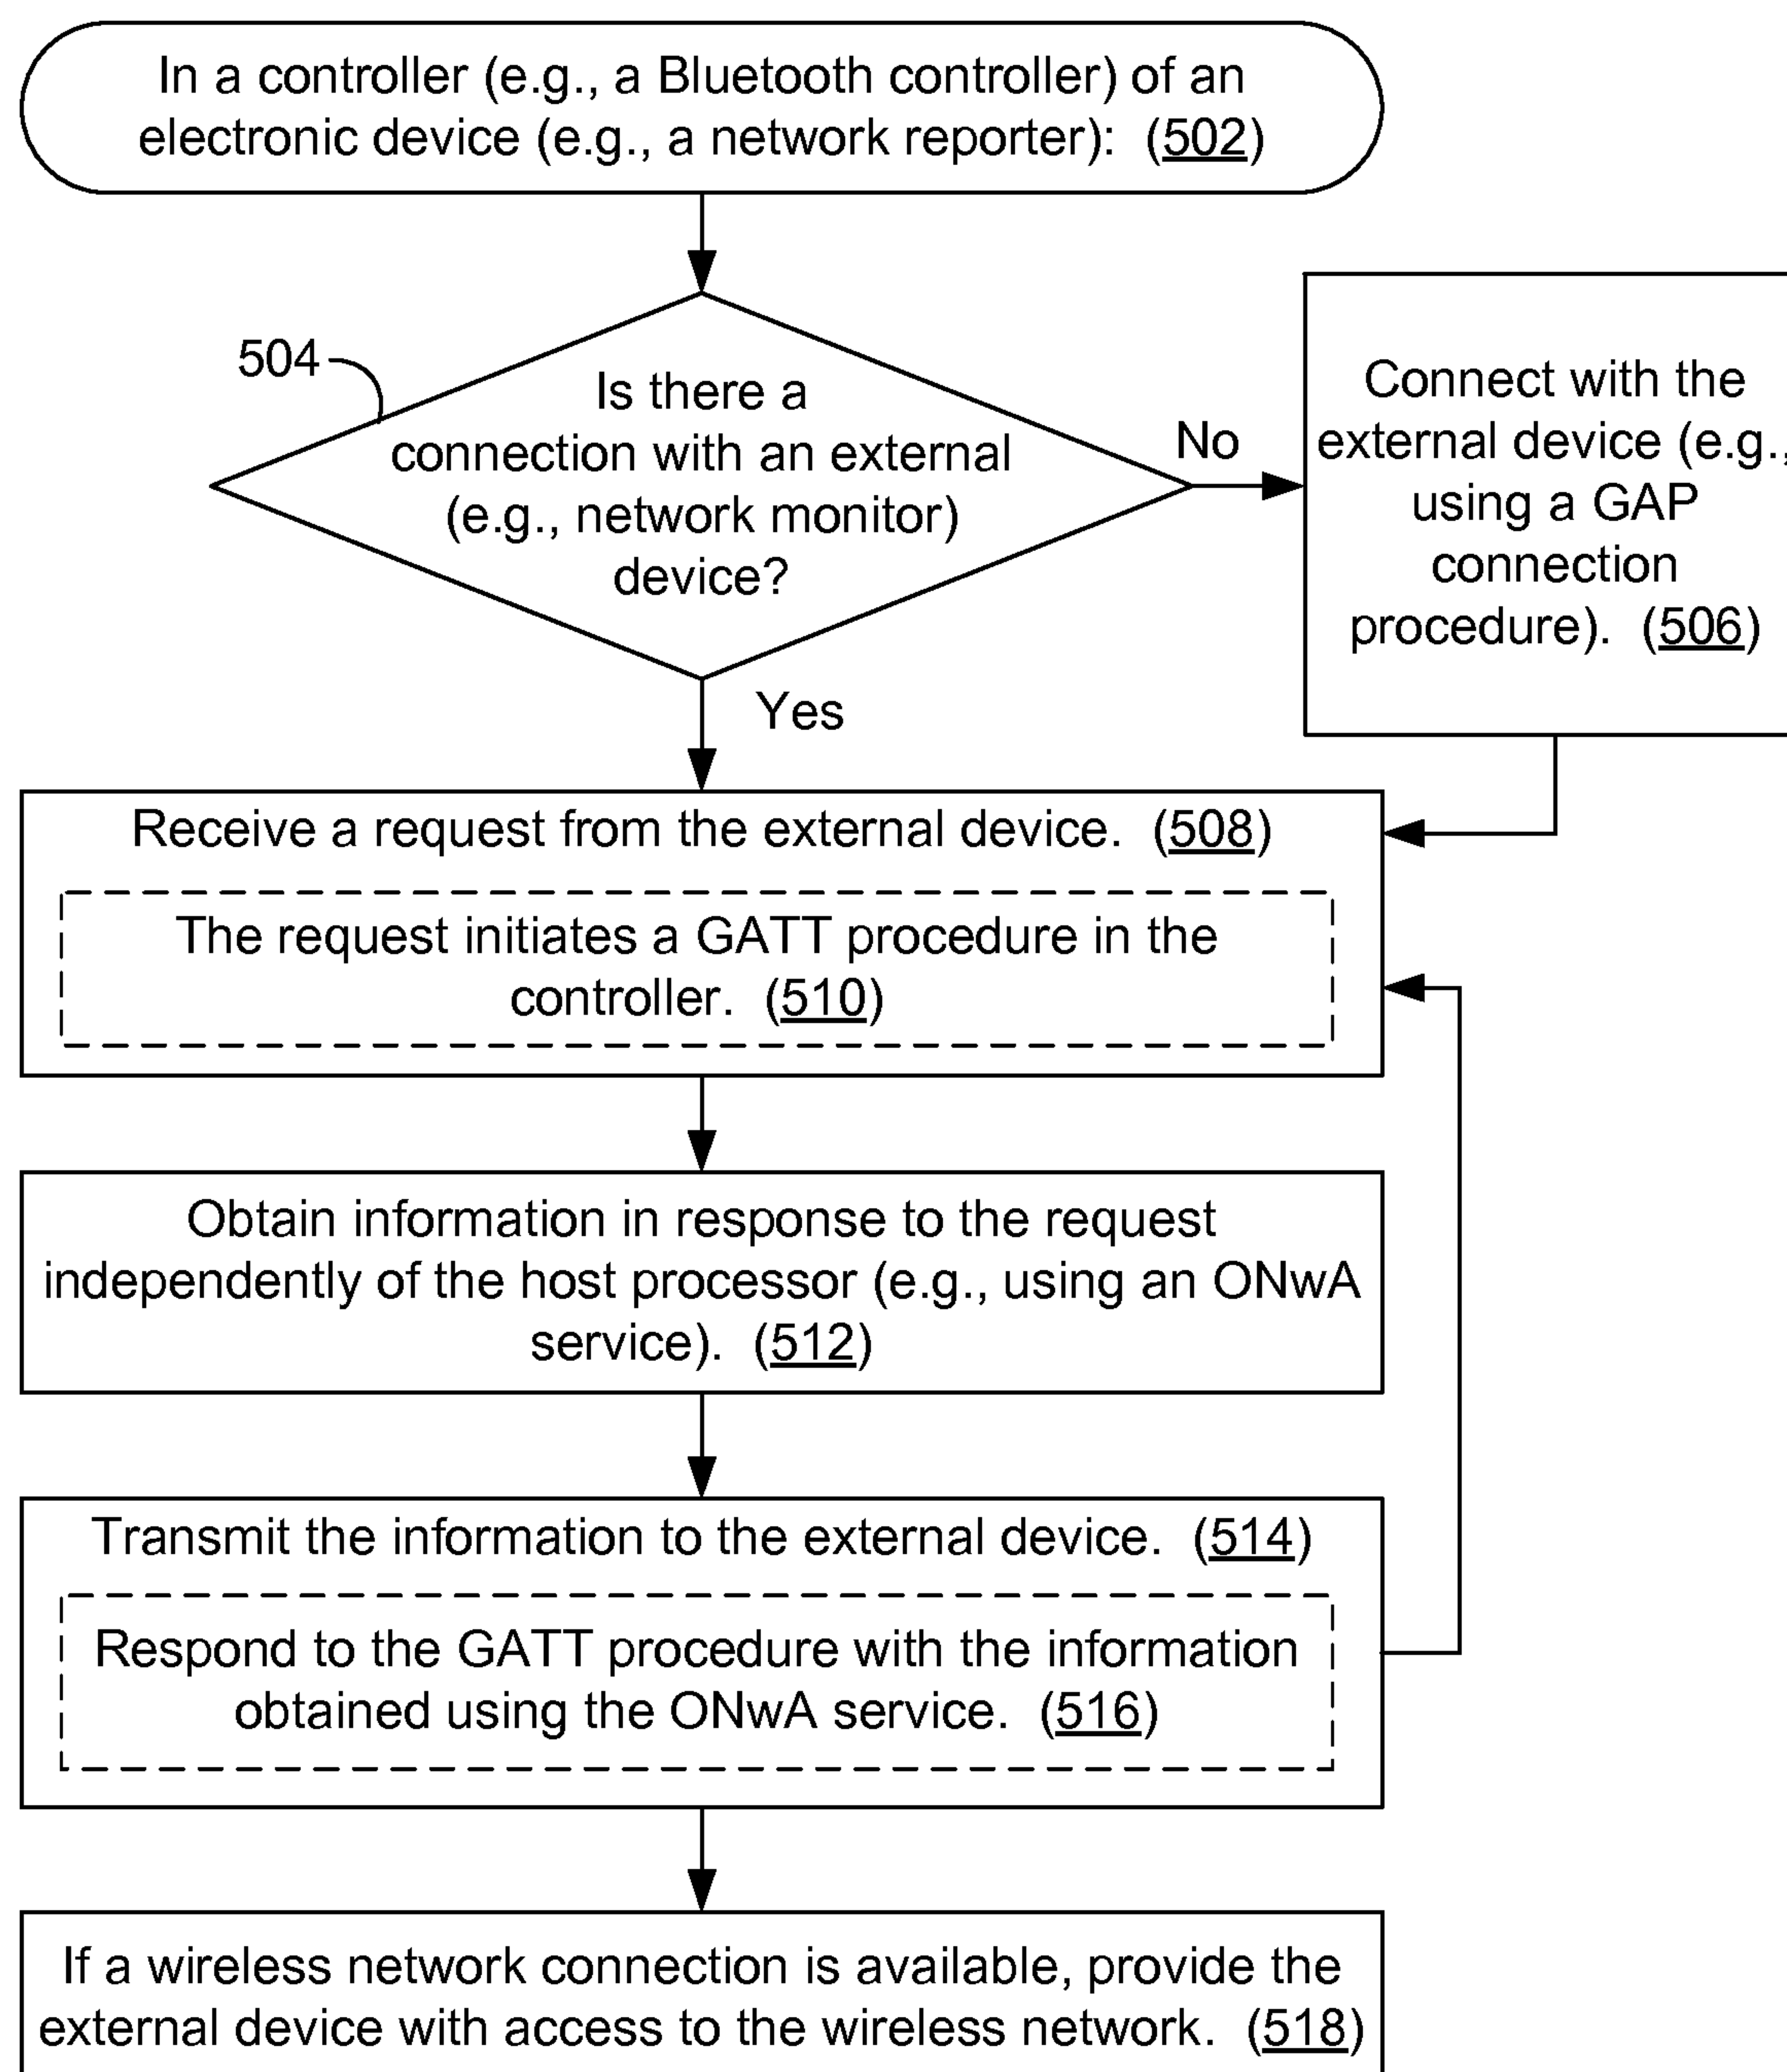 In a controller (e.g., a Bluetooth controller) of an
electronic device (e.g., a network reporter): (502)
504
Is there a
connection with an external
(e.g., network monitor)
device?
No
Yes
Connect with the
external device (e.g.,
using a GAP
connection
procedure). (506)
Receive a request from the external device. (508)
The request initiates a GATT procedure in the
controller. (510)
Obtain information in response to the request
independently of the host processor (e.g., using an ONwA
service). (512)
Transmit the information to the external device. (514)
Respond to the GATT procedure with the information
obtained using the ONwA service. (516)
If a wireless network connection is available, provide the
external device with access to the wireless network. (518)